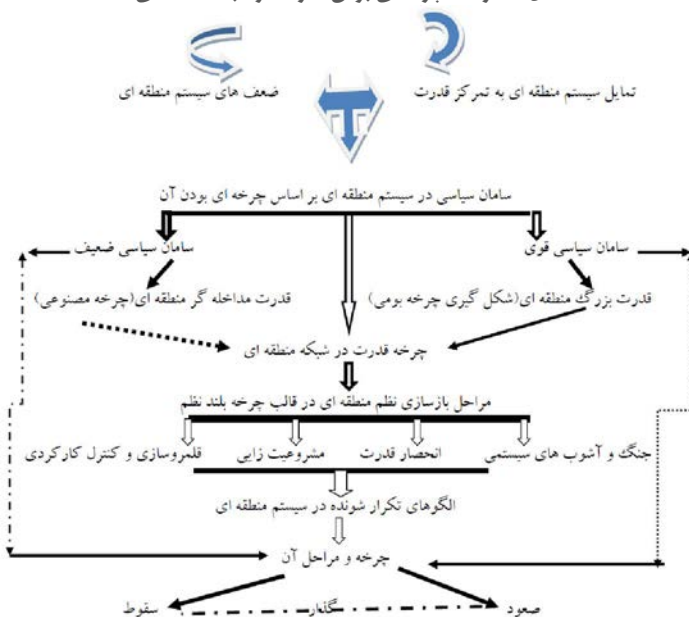 تمایل سیستم منطقه ای به تمرکز قدرت
ضعف های سیستم منطقه ای
سامان سیاسی در سیستم منطقه ای بر اساس چرخه ای بودن آن
سامان سیاسی قوی
سامان سیاسی ضعیف
قدرت بزرگ منطقه ای(شکل گیری چرخه بومی)
قدرت مداخله گر منطقه ای(چرخه مصنوعی)
چرخه قدرت در شبکه منطقه ای
مراحل بازسازی نظم منطقه ای در قالب چرخه بلند نظم
جنگ و آشوب های سیستمی
انحصار قدرت
مشروعیت زایی
قلمروسازی و کنترل کارکردی
الگوهای تکرار شونده در سیستم منطقه ای
چرخه و مراحل آن
صعود
گذار
سقوط